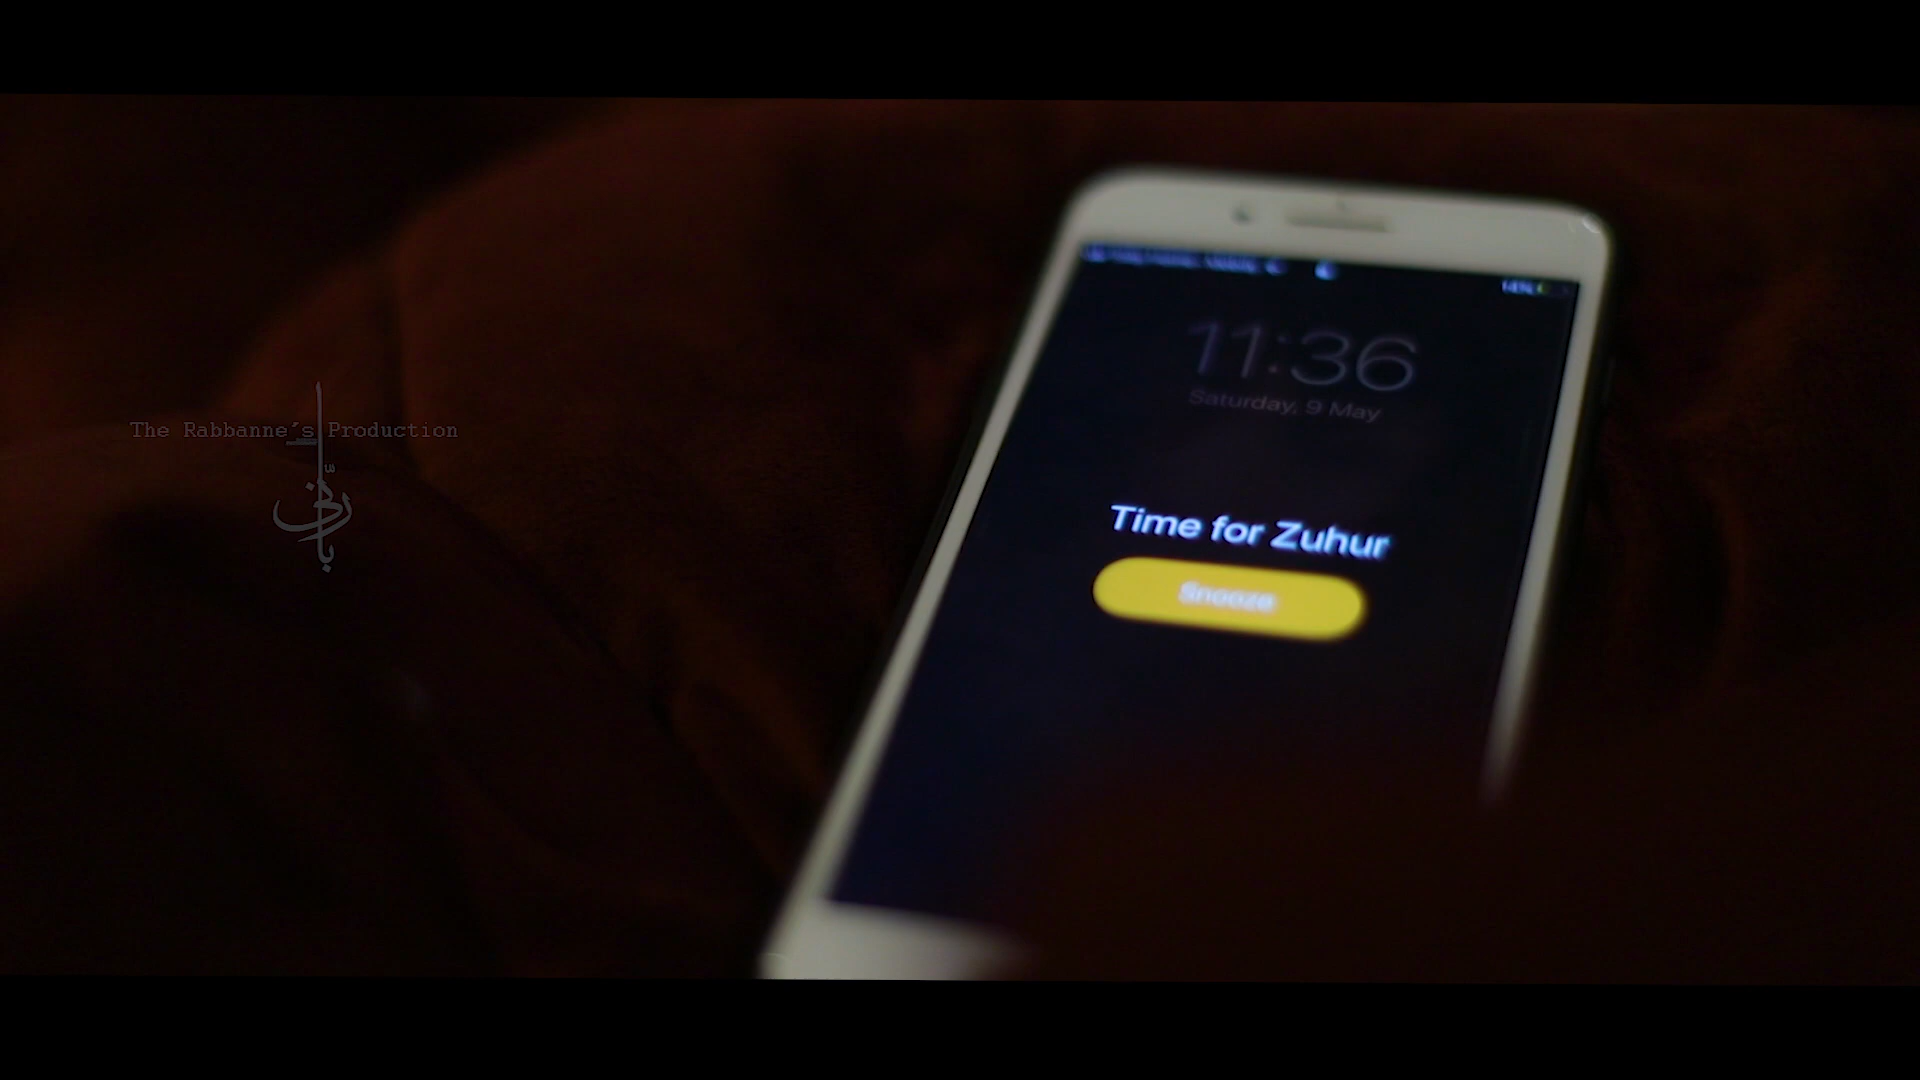 The Rabbanne's Production
11:36
Saturday, 9 May
Time for Zuhur
Snooze